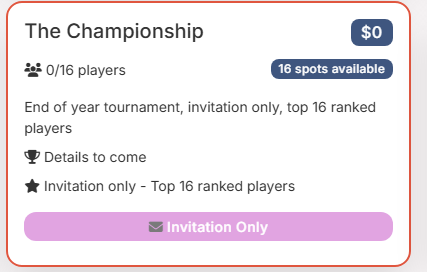 The Championship
$0
0/16 players
16 spots available
End of year tournament, invitation only, top 16 ranked
players
Details to come
Invitation only - Top 16 ranked players
Invitation Only